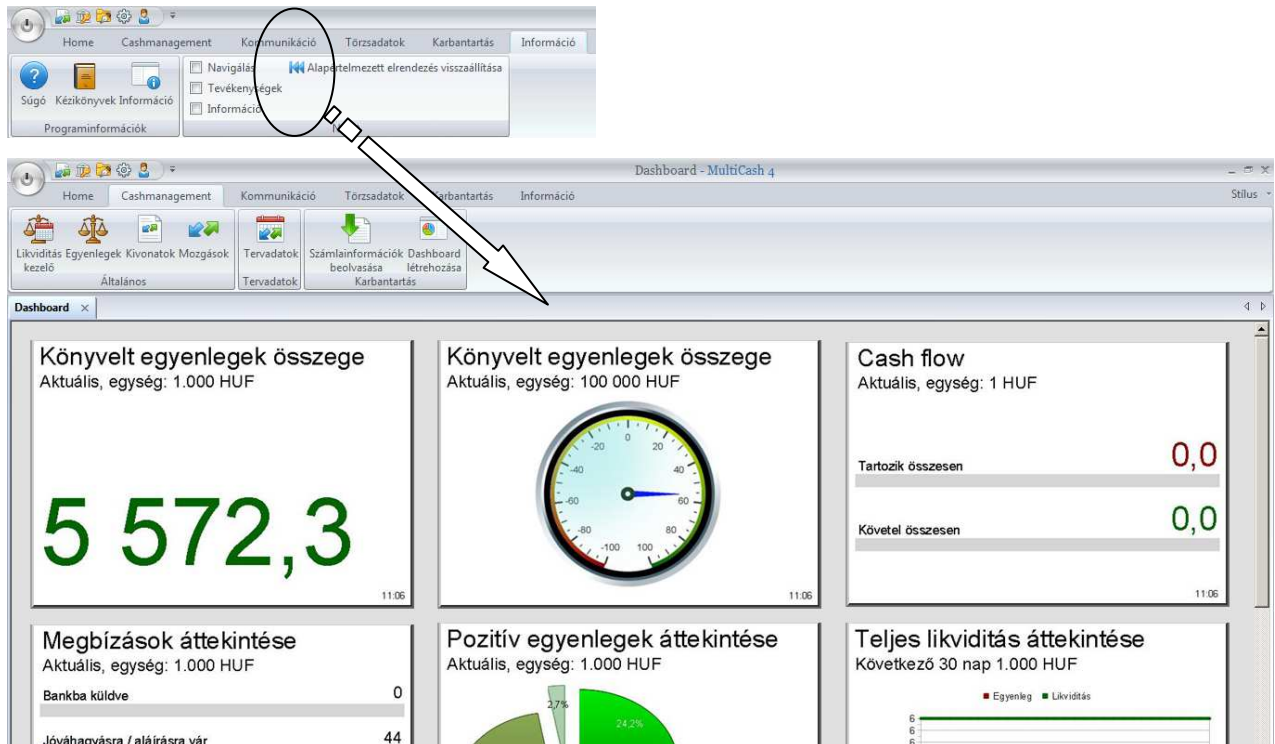 Home Cashmanagement Kommunikáció Törzsadatok Karbantartás Információ
Navigálás Alapértelmezett elrendezés visszaállítása
Tevékenységek
Súgó Kézikönyvek Információ
Információ
Programinformációk
Dashboard - MultiCash 4
Home Cashmanagement Kommunikáció Törzsadatok Karbantartás Információ Stílus
Likviditás Egyenlegek Kivonatok Mozgások Tervadatok Számlainformációk Dashboard
kezelő beolvasása létrehozása
Általános Tervadatok Karbantartás
Dashboard
Könyvelt egyenlegek összege
Aktuális, egység: 1.000 HUF
5 572,3
11:06
Könyvelt egyenlegek összege
Aktuális, egység: 100 000 HUF
-20 0 20
-40 40
-60 60
-80 80
-100 100
11:06
Cash flow
Aktuális, egység: 1 HUF
Tartozik összesen 0,0
Követel összesen 0,0
11:06
Megbízások áttekintése
Aktuális, egység: 1.000 HUF
Bankba küldve 0
Jóváhagyásra / aláírásra vár 44
Pozitív egyenlegek áttekintése
Aktuális, egység: 1.000 HUF
2,7%
24,2%
Teljes likviditás áttekintése
Következő 30 nap 1.000 HUF
Egyenleg Likviditás
6
6
6